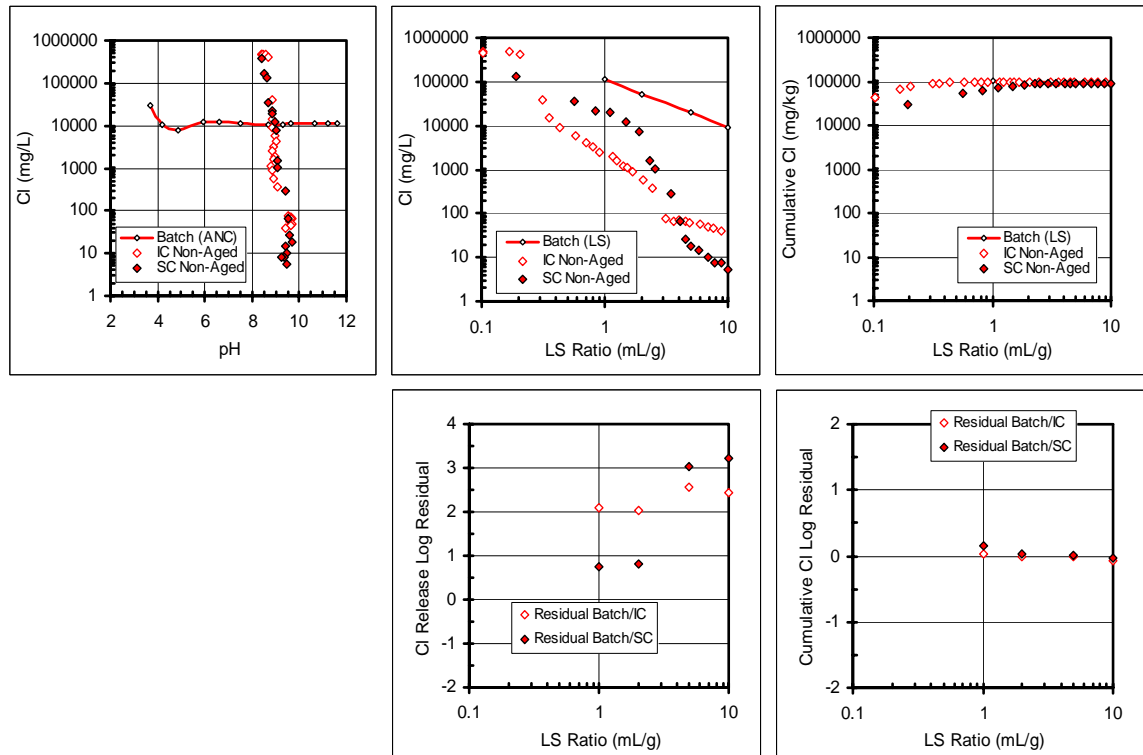 1000000
100000
10000
1000
100
10
1
Cl (mg/L)
Batch (ANC)
IC Non-Aged
SC Non-Aged
2 4 6 8 10 12
pH
1000000
100000
10000
1000
100
10
1
Cl (mg/L)
Batch (LS)
IC Non-Aged
SC Non-Aged
0.1 1 10
LS Ratio (mL/g)
1000000
100000
10000
1000
100
10
1
Cumulative Cl (mg/kg)
Batch (LS)
IC Non-Aged
SC Non-Aged
0.1 1 10
LS Ratio (mL/g)
4
3
2
1
0
-1
-2
Cl Release Log Residual
Residual Batch/IC
Residual Batch/SC
0.1 1 10
LS Ratio (mL/g)
2
1
0
-1
-2
Cumulative Cl Log Residual
Residual Batch/IC
Residual Batch/SC
0.1 1 10
LS Ratio (mL/g)